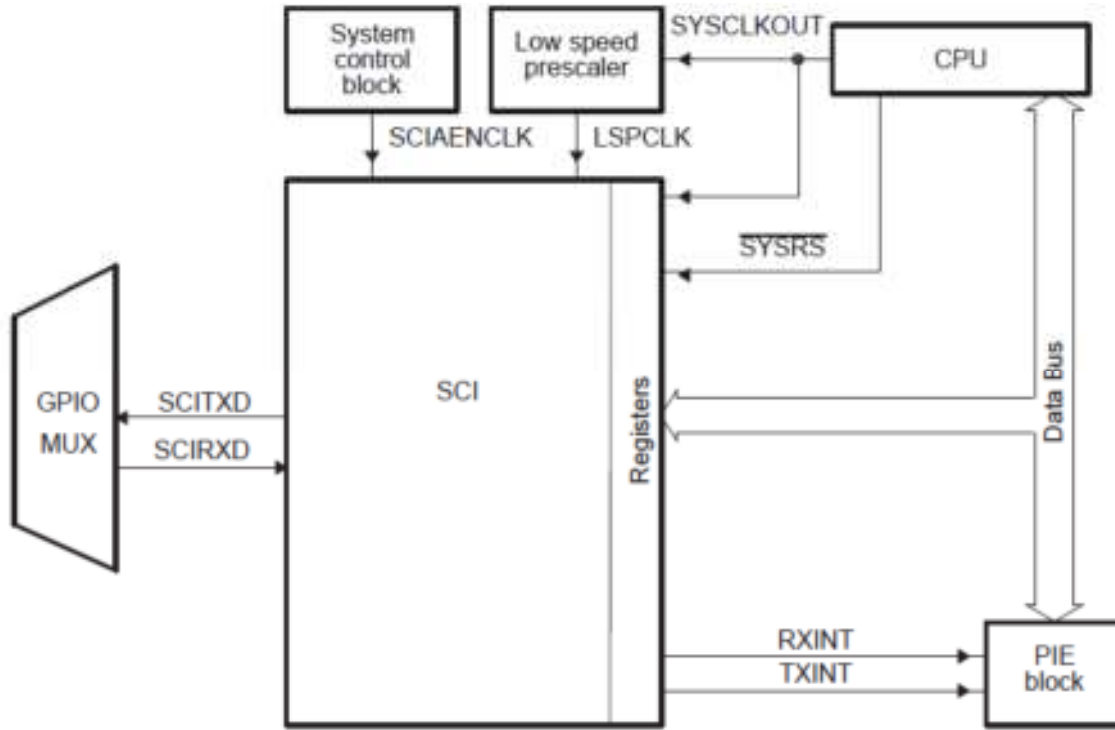 System
control
block
Low speed
prescaler
SYSCLKOUT
CPU
SCIAENCLK
LSPCLK
SYSRS
SCI
Registers
Data Bus
GPIO
MUX
SCITXD
SCIRXD
RXINT
TXINT
PIE
block